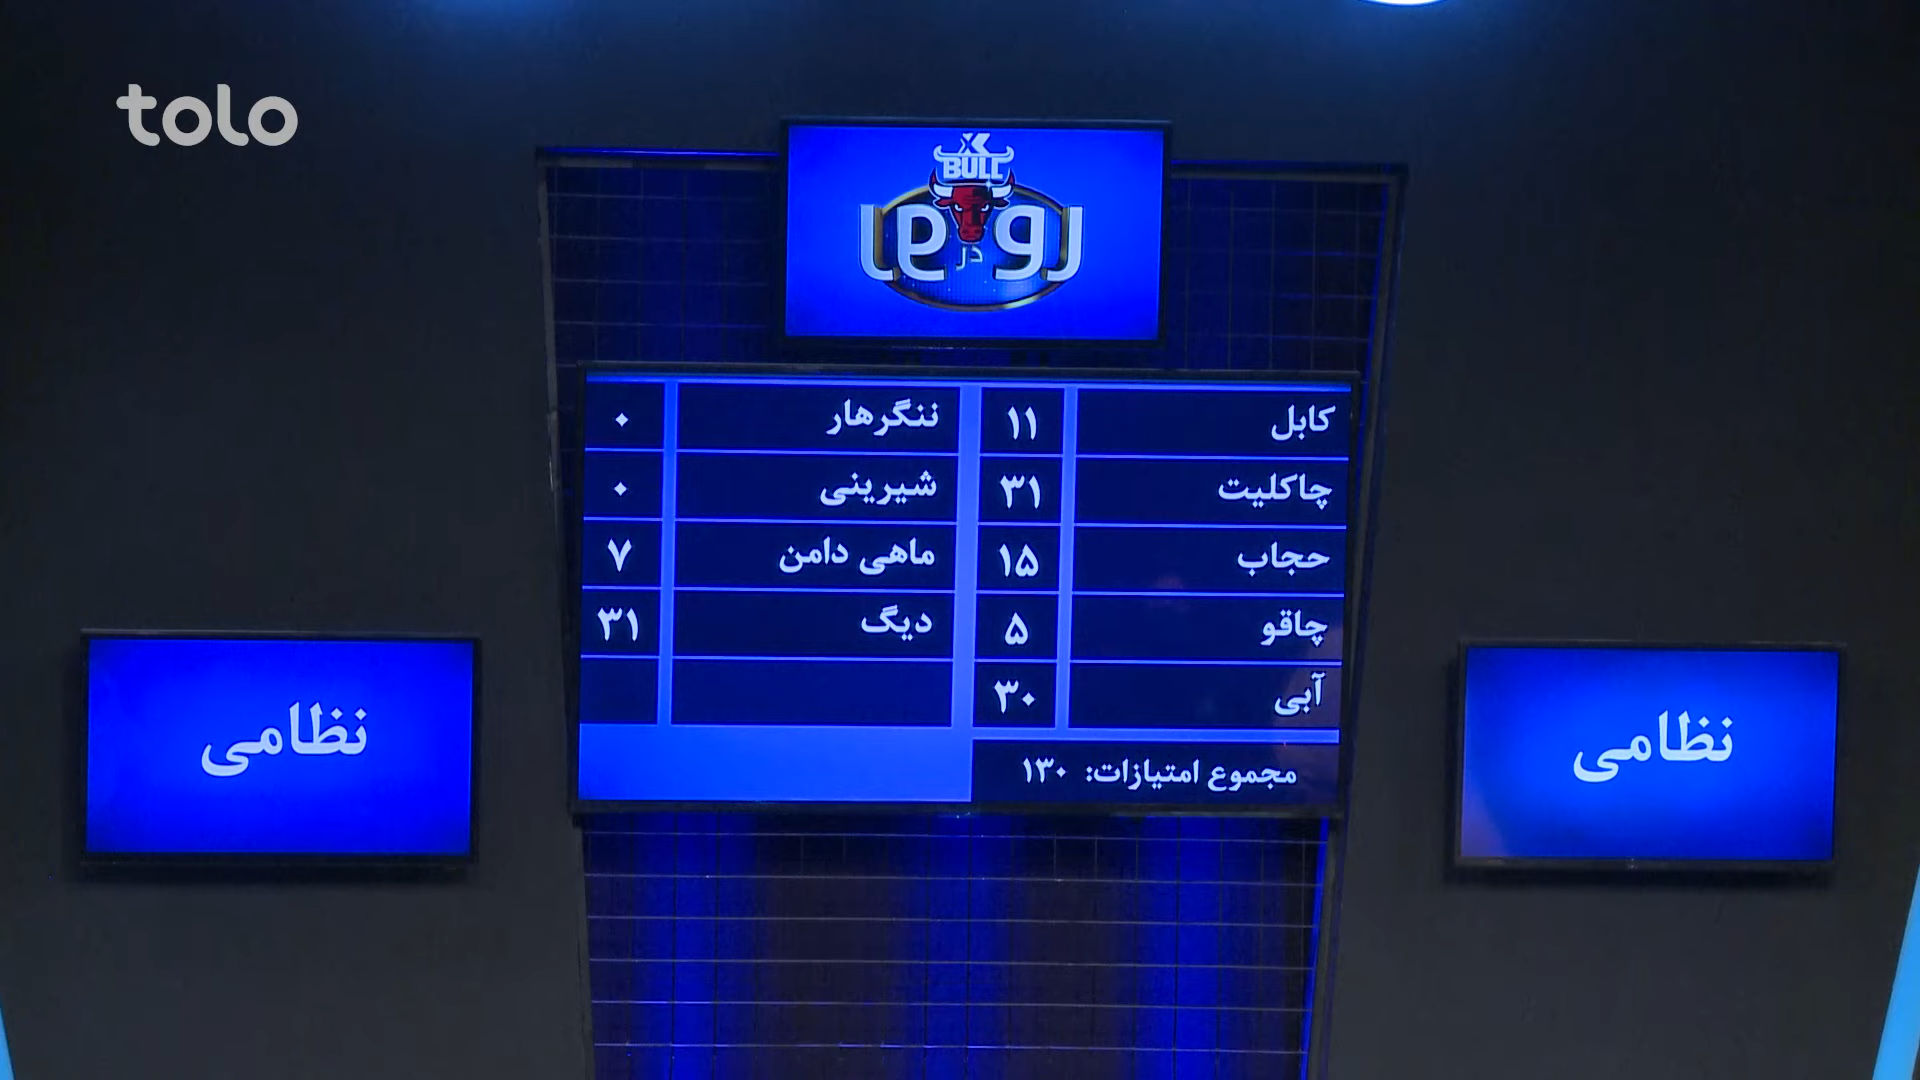 tolo
X
BULL
رو در رو
کابل ۱۱ ننگرهار ۰
چاکلیت ۳۱ شیرینی ۰
حجاب ۱۵ ماهی دامن ۷
چاقو ۵ دیگ ۳۱
آبی ۳۰
مجموع امتیازات: ۱۳۰
نظامی
نظامی